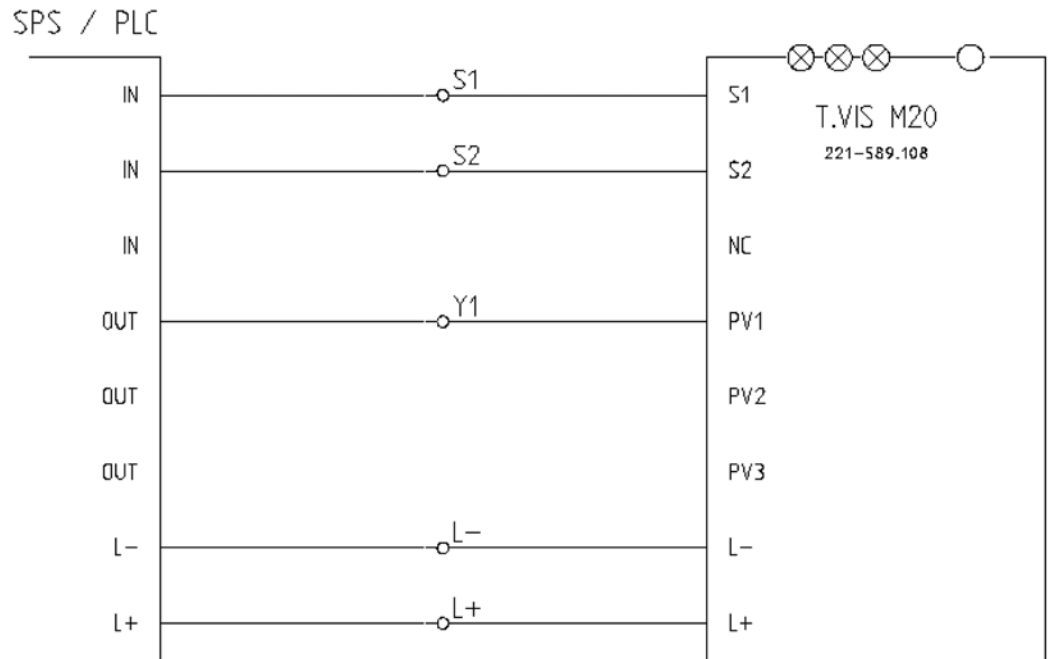 SPS / PLC
IN S1 S1
T.VIS M20
221-589.108
IN S2 S2
IN NC
OUT Y1 PV1
OUT PV2
OUT PV3
L- L- L-
L+ L+ L+